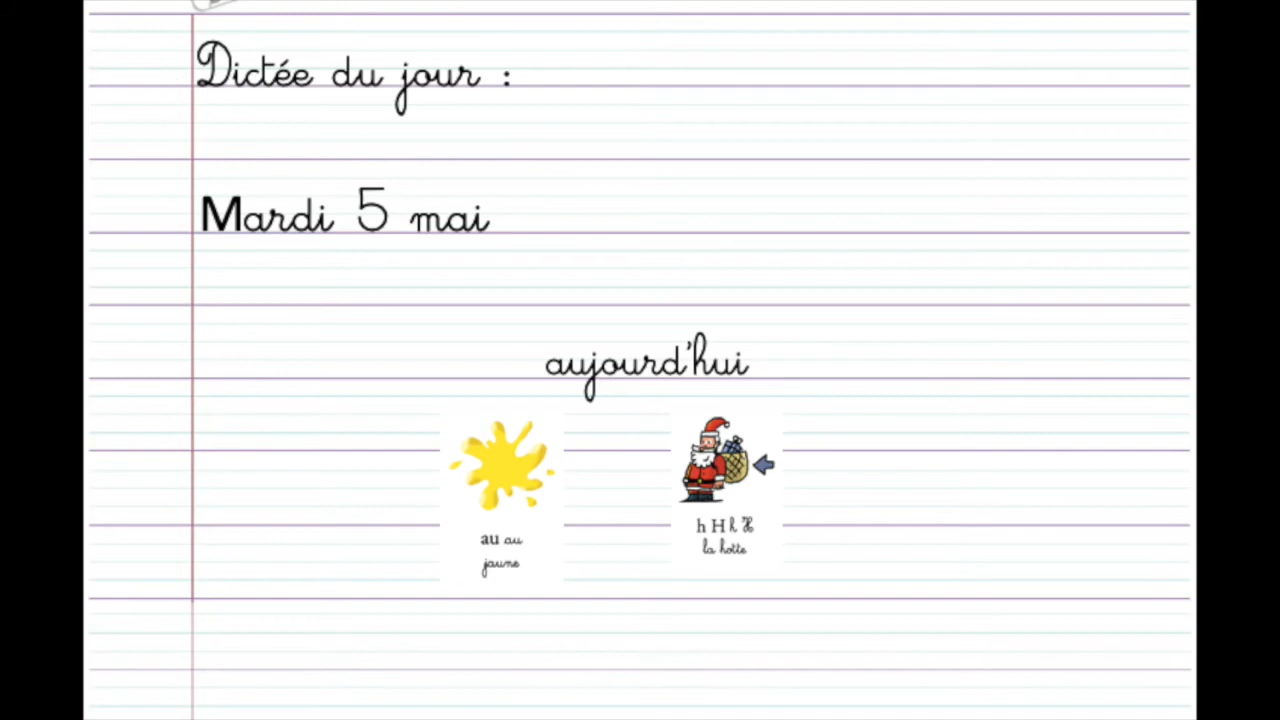 Dictée du jour :
Mardi 5 mai
aujourd'hui
au au
jaune
h H h H
la hotte